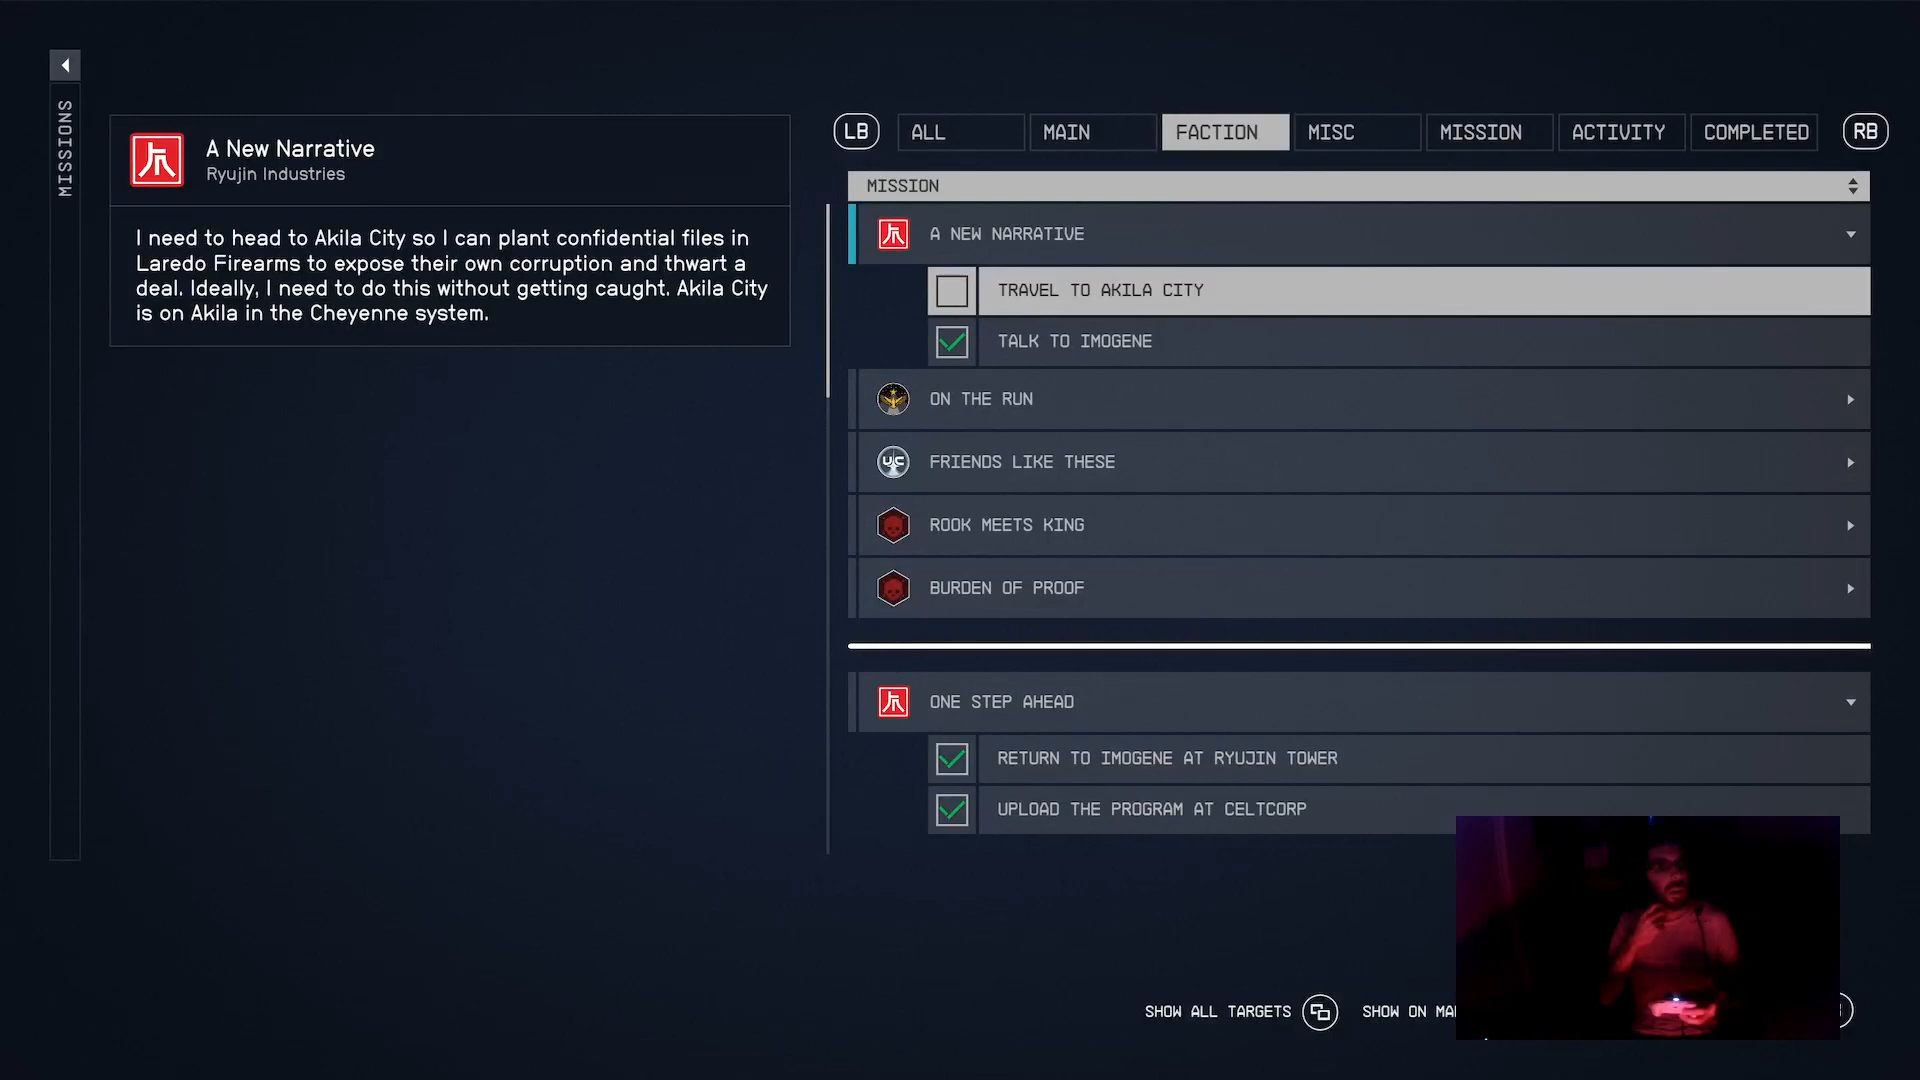 MISSIONS
A New Narrative
Ryujin Industries
I need to head to Akila City so I can plant confidential files in
Laredo Firearms to expose their own corruption and thwart a
deal. Ideally, I need to do this without getting caught. Akila City
is on Akila in the Cheyenne system.
LB ALL MAIN FACTION MISC MISSION ACTIVITY COMPLETED RB
MISSION
A NEW NARRATIVE
TRAVEL TO AKILA CITY
TALK TO IMOGENE
ON THE RUN
UC
FRIENDS LIKE THESE
ROOK MEETS KING
BURDEN OF PROOF
ONE STEP AHEAD
RETURN TO IMOGENE AT RYUJIN TOWER
UPLOAD THE PROGRAM AT CELTCORP
SHOW ALL TARGETS SHOW ON